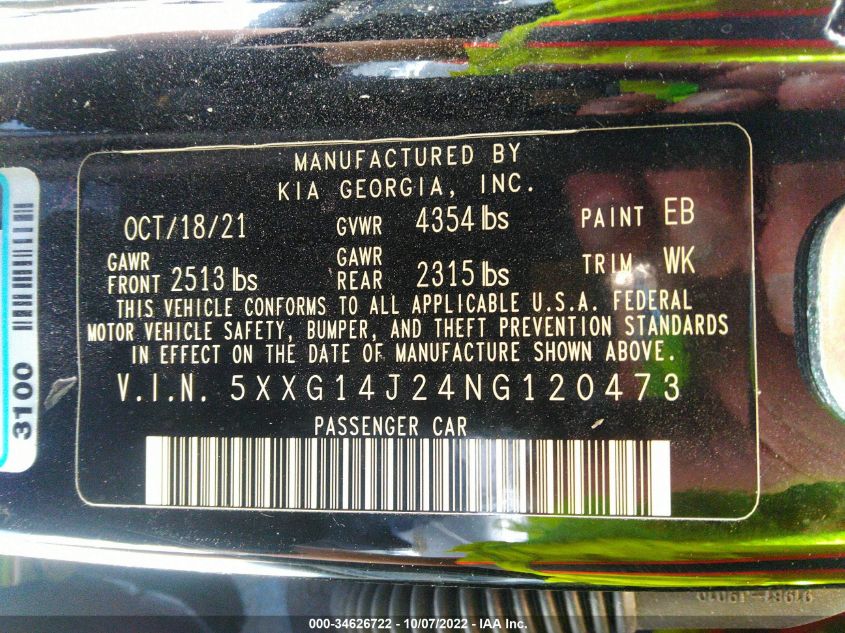 MANUFACTURED BY
KIA GEORGIA, INC.
OCT/18/21 GVWR 4354 lbs PAINT EB
GAWR FRONT 2513 lbs GAWR REAR 2315 lbs TRIM WK
THIS VEHICLE CONFORMS TO ALL APPLICABLE U.S.A. FEDERAL
MOTOR VEHICLE SAFETY, BUMPER, AND THEFT PREVENTION STANDARDS
IN EFFECT ON THE DATE OF MANUFACTURE SHOWN ABOVE.
V.I.N. 5XXG14J24NG120473
PASSENGER CAR
3100
91981-L9010
000-34626722 - 10/07/2022 - IAA Inc.